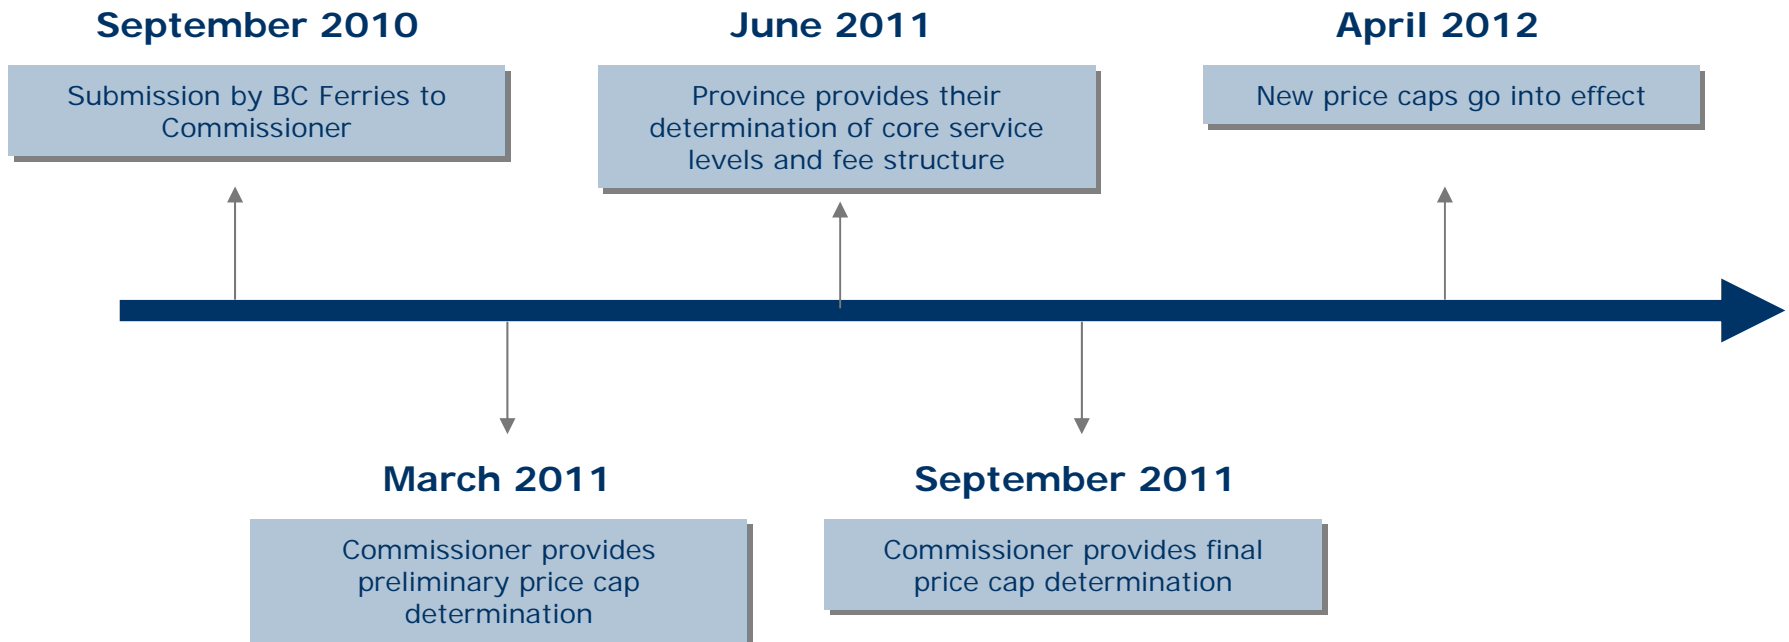 September 2010
Submission by BC Ferries to
Commissioner
June 2011
Province provides their
determination of core service
levels and fee structure
April 2012
New price caps go into effect
March 2011
Commissioner provides
preliminary price cap
determination
September 2011
Commissioner provides final
price cap determination